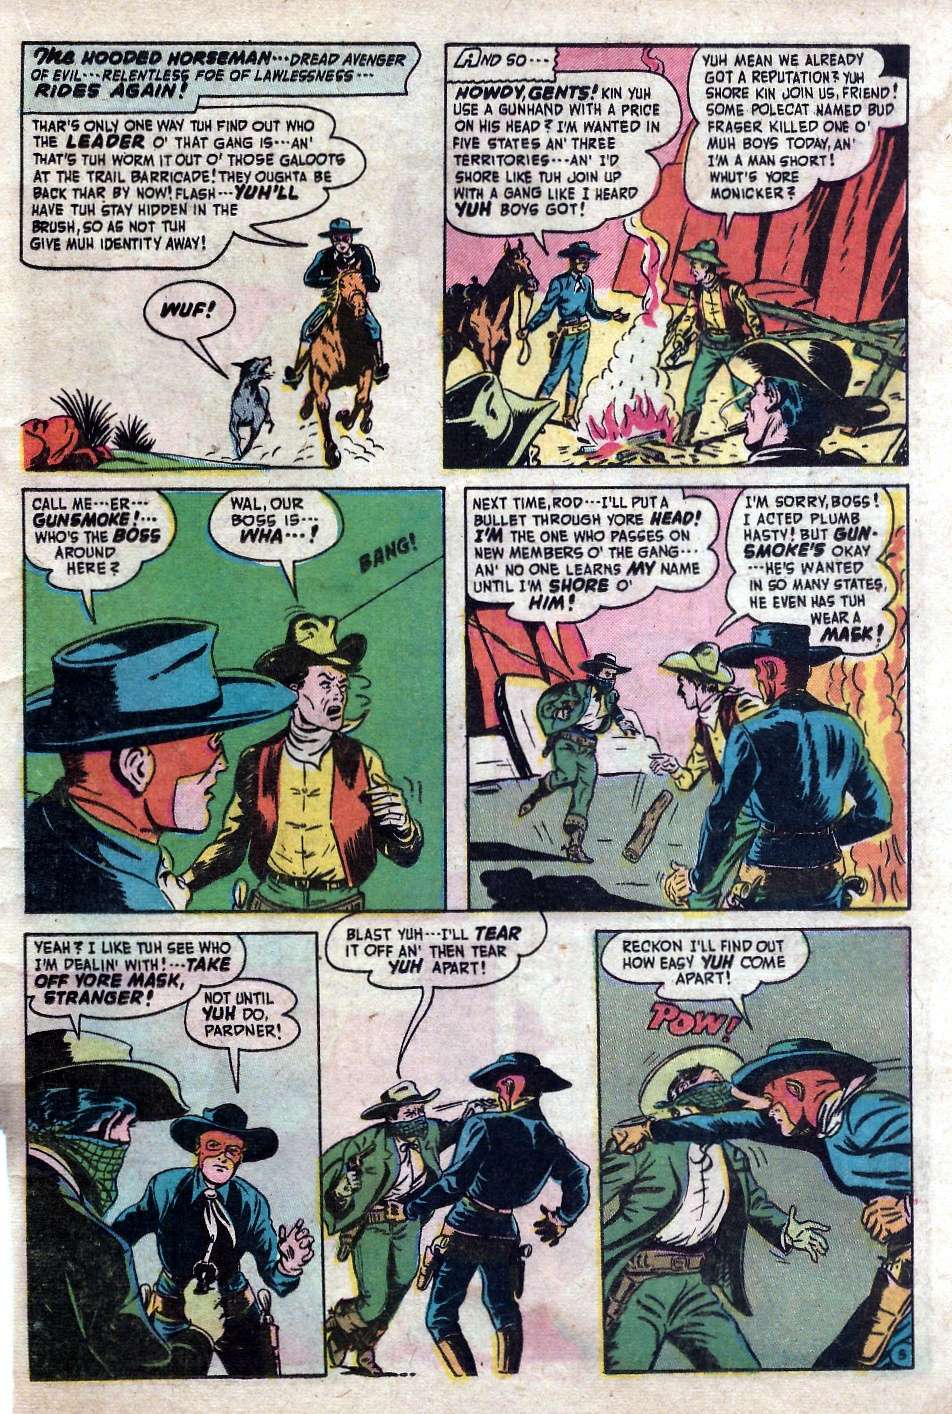 The HOODED HORSEMAN---DREAD AVENGER
OF EVIL---RELENTLESS FOE OF LAWLESSNESS---
RIDES AGAIN!
THAR'S ONLY ONE WAY TUH FIND OUT WHO
THE LEADER O' THAT GANG IS---AN'
THAT'S TUH WORM IT OUT O' THOSE GALOOTS
AT THE TRAIL BARRICADE! THEY OUGHTA BE
BACK THAR BY NOW! FLASH---YUH'LL
HAVE TUH STAY HIDDEN IN THE
BRUSH, SO AS NOT TUH
GIVE MUH IDENTITY AWAY!
WUF!
AND SO---
HOWDY, GENTS! KIN YUH
USE A GUNHAND WITH A PRICE
ON HIS HEAD? I'M WANTED IN
FIVE STATES AN' THREE
TERRITORIES---AN' I'D
SHORE LIKE TUH JOIN UP
WITH A GANG LIKE I HEARD
YUH BOYS GOT!
YUH MEAN WE ALREADY
GOT A REPUTATION? YUH
SHORE KIN JOIN US, FRIEND!
SOME POLECAT NAMED BUD
FRASER KILLED ONE O'
MUH BOYS TODAY, AN'
I'M A MAN SHORT!
WHUT'S YORE
MONICKER?
CALL ME---ER---
GUNSMOKE!---
WHO'S THE BOSS
AROUND
HERE?
WAL, OUR
BOSS IS---
WHA---!
BANG!
NEXT TIME, ROD---I'LL PUT A
BULLET THROUGH YORE HEAD!
I'M THE ONE WHO PASSES ON
NEW MEMBERS O' THE GANG---
AN' NO ONE LEARNS MY NAME
UNTIL I'M SHORE O'
HIM!
I'M SORRY, BOSS!
I ACTED PLUMB
HASTY! BUT GUN-
SMOKE'S OKAY
---HE'S WANTED
IN SO MANY STATES,
HE EVEN HAS TUH
WEAR A
MASK!
YEAH? I LIKE TUH SEE WHO
I'M DEALIN' WITH!---TAKE
OFF YORE MASK,
STRANGER!
NOT UNTIL
YUH DO,
PARDNER!
BLAST YUH---I'LL TEAR
IT OFF AN' THEN TEAR
YUH APART!
RECKON I'LL FIND OUT
HOW EASY YUH COME
APART!
POW!
5